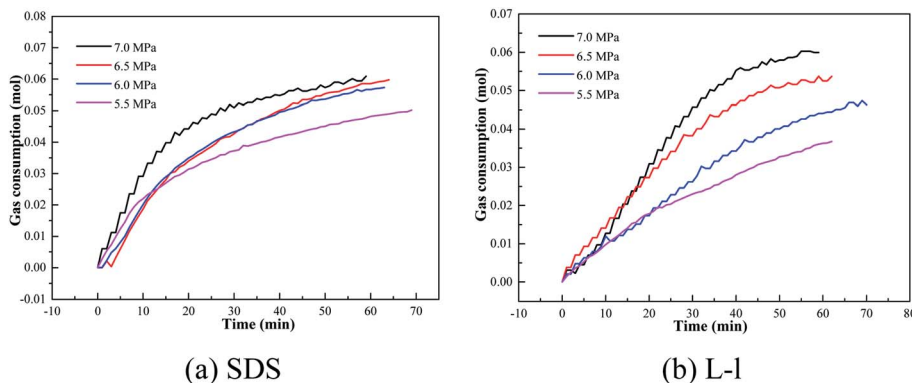 (a)
0.08
0.07
0.06
0.05
0.04
0.03
0.02
0.01
0.00
-0.01
Gas consumption (mol)
7.0 MPa
6.5 MPa
6.0 MPa
5.5 MPa
-10 0 10 20 30 40 50 60 70 80
Time (min)
(a) SDS
(b)
0.07
0.06
0.05
0.04
0.03
0.02
0.01
0.00
Gas consumption (mol)
7.0 MPa
6.5 MPa
6.0 MPa
5.5 MPa
-10 0 10 20 30 40 50 60 70 80
Time (min)
(b) L-l